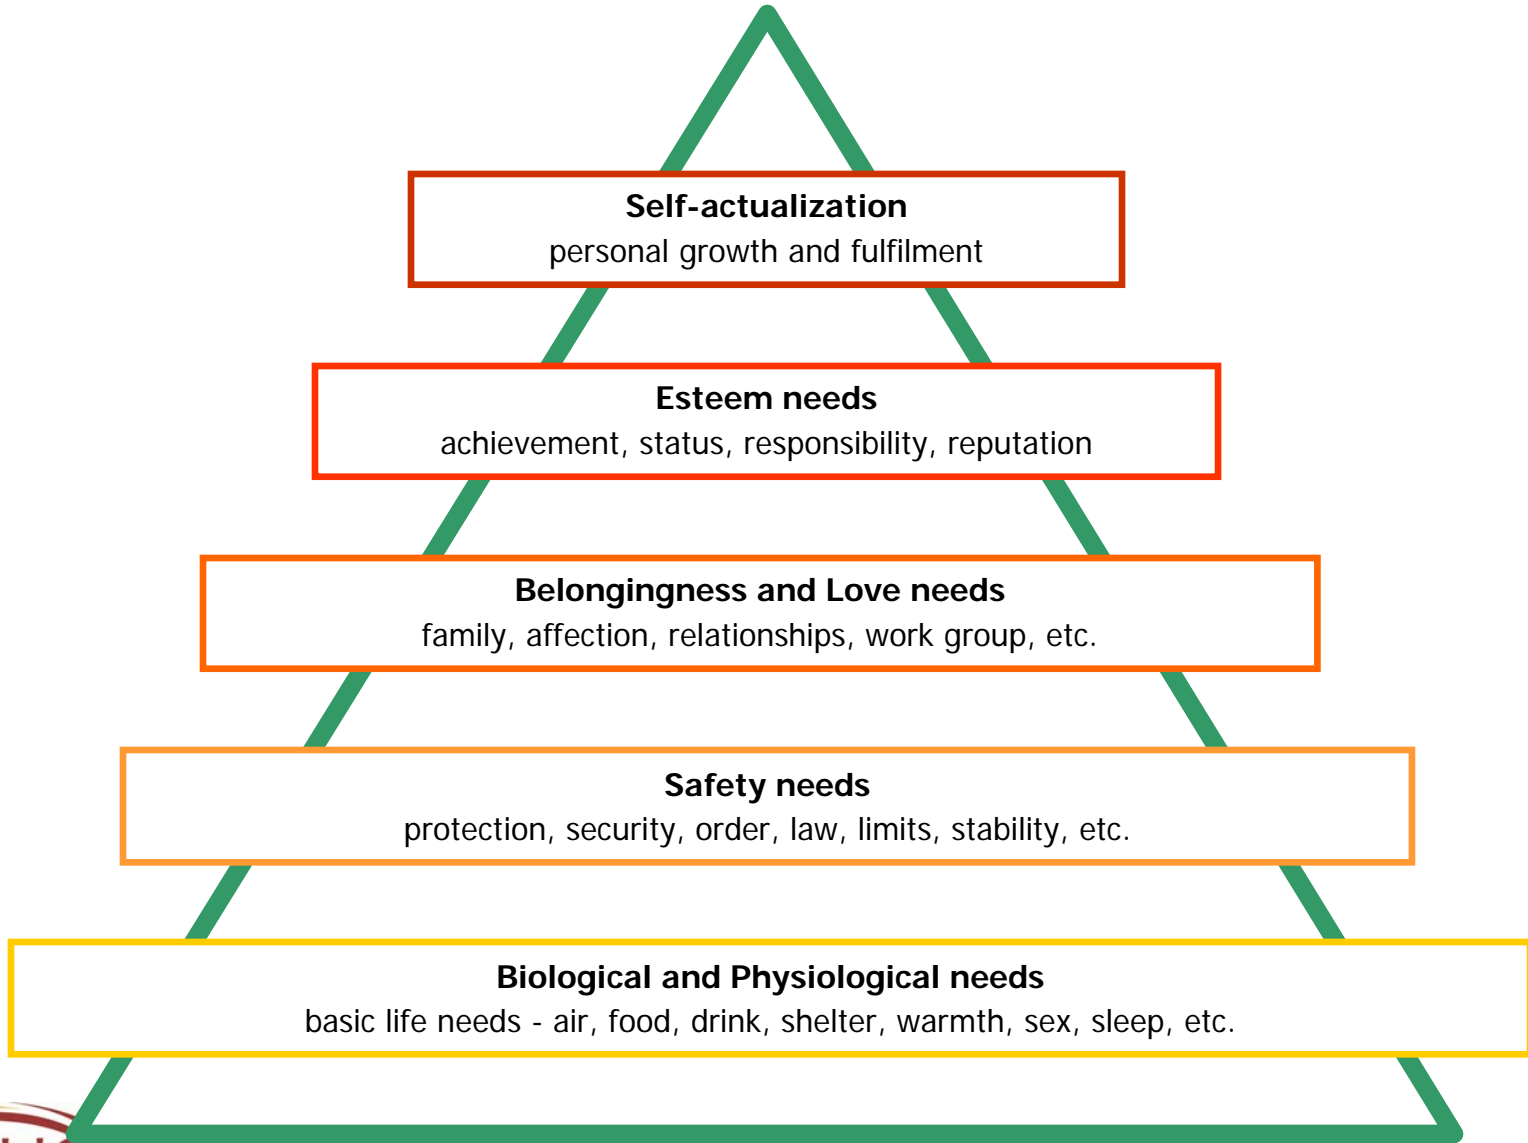 Self-actualization
personal growth and fulfilment
Esteem needs
achievement, status, responsibility, reputation
Belongingness and Love needs
family, affection, relationships, work group, etc.
Safety needs
protection, security, order, law, limits, stability, etc.
Biological and Physiological needs
basic life needs - air, food, drink, shelter, warmth, sex, sleep, etc.